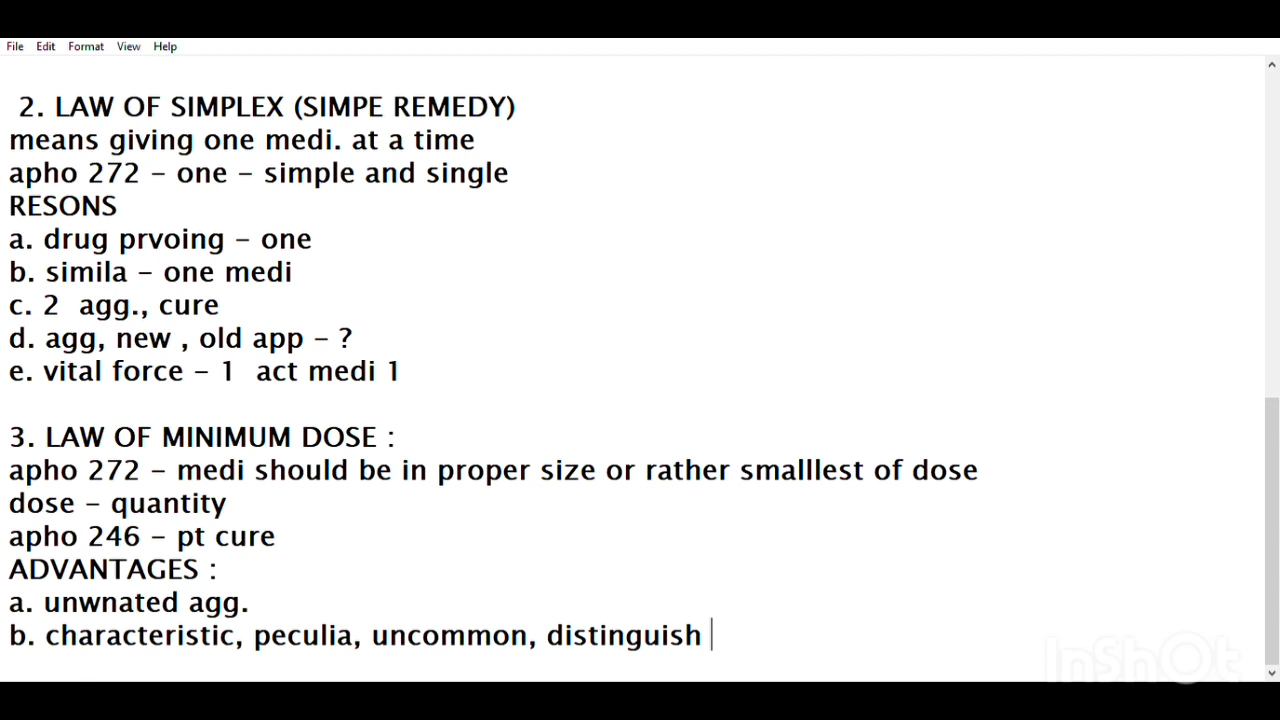 File Edit Format View Help
2. LAW OF SIMPLEX (SIMPE REMEDY)
means giving one medi. at a time
apho 272 - one - simple and single
RESONS
a. drug prvoing - one
b. simila - one medi
c. 2 agg., cure
d. agg, new , old app - ?
e. vital force - 1 act medi 1
3. LAW OF MINIMUM DOSE :
apho 272 - medi should be in proper size or rather smalllest of dose
dose - quantity
apho 246 - pt cure
ADVANTAGES :
a. unwnated agg.
b. characteristic, peculia, uncommon, distinguish
InShOt